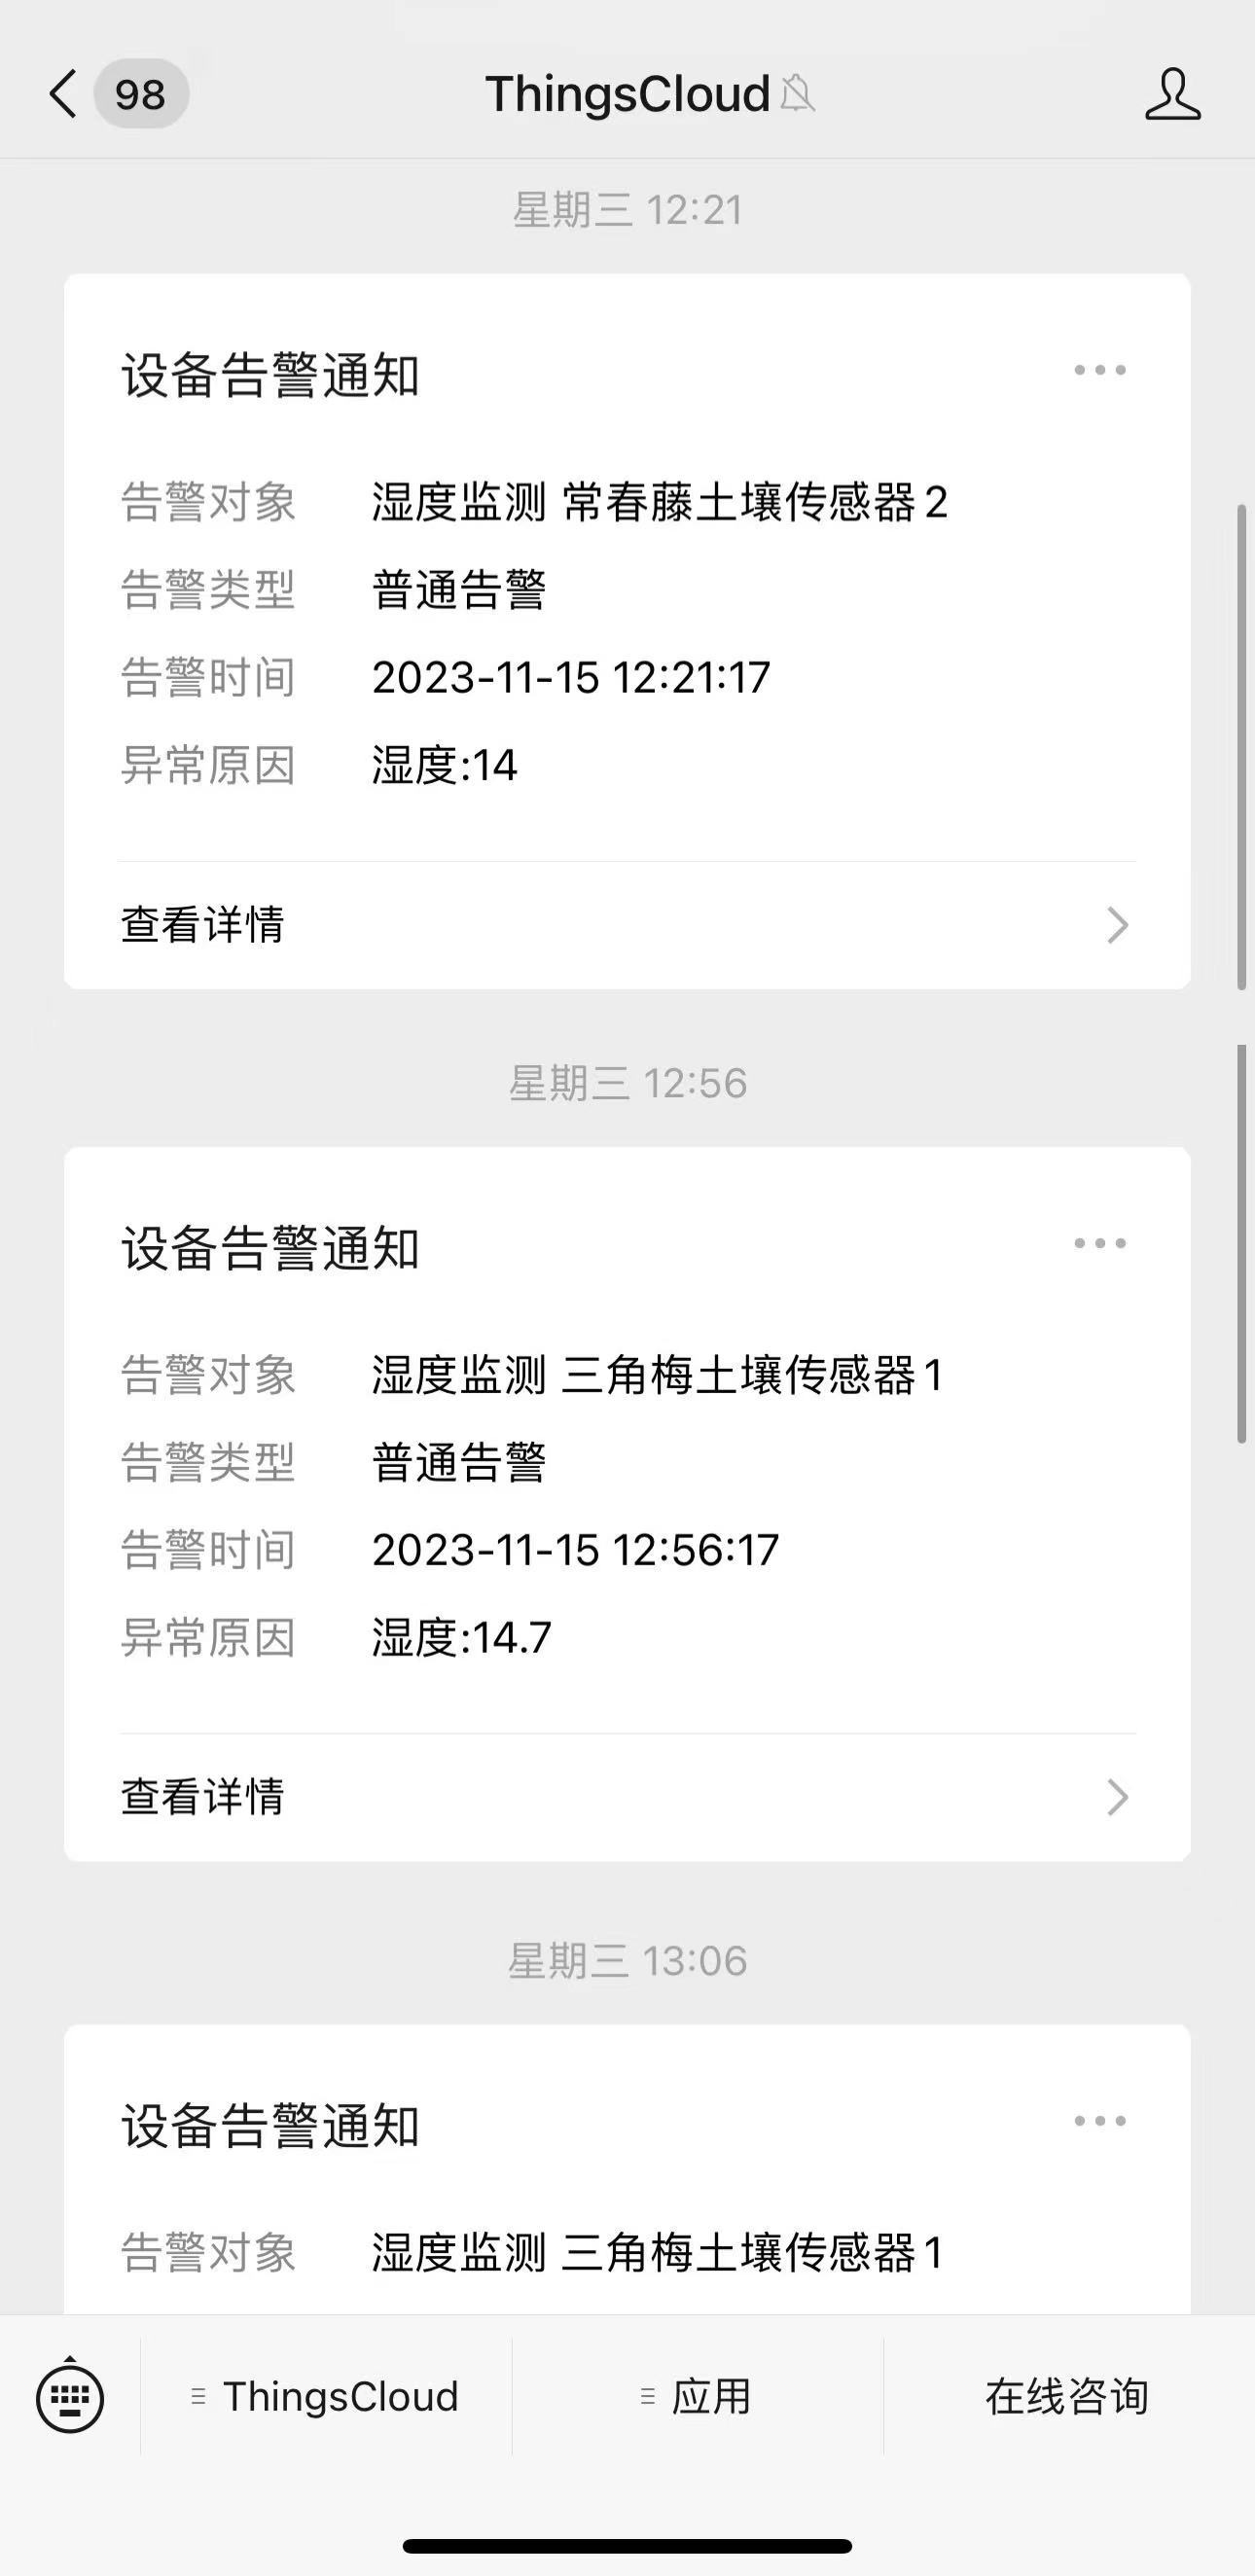 98
ThingsCloud
星期三 12:21
设备告警通知
告警对象 湿度监测 常春藤土壤传感器2
告警类型 普通告警
告警时间 2023-11-15 12:21:17
异常原因 湿度:14
查看详情
星期三 12:56
设备告警通知
告警对象 湿度监测 三角梅土壤传感器1
告警类型 普通告警
告警时间 2023-11-15 12:56:17
异常原因 湿度:14.7
查看详情
星期三 13:06
设备告警通知
告警对象 湿度监测 三角梅土壤传感器1
ThingsCloud 应用 在线咨询